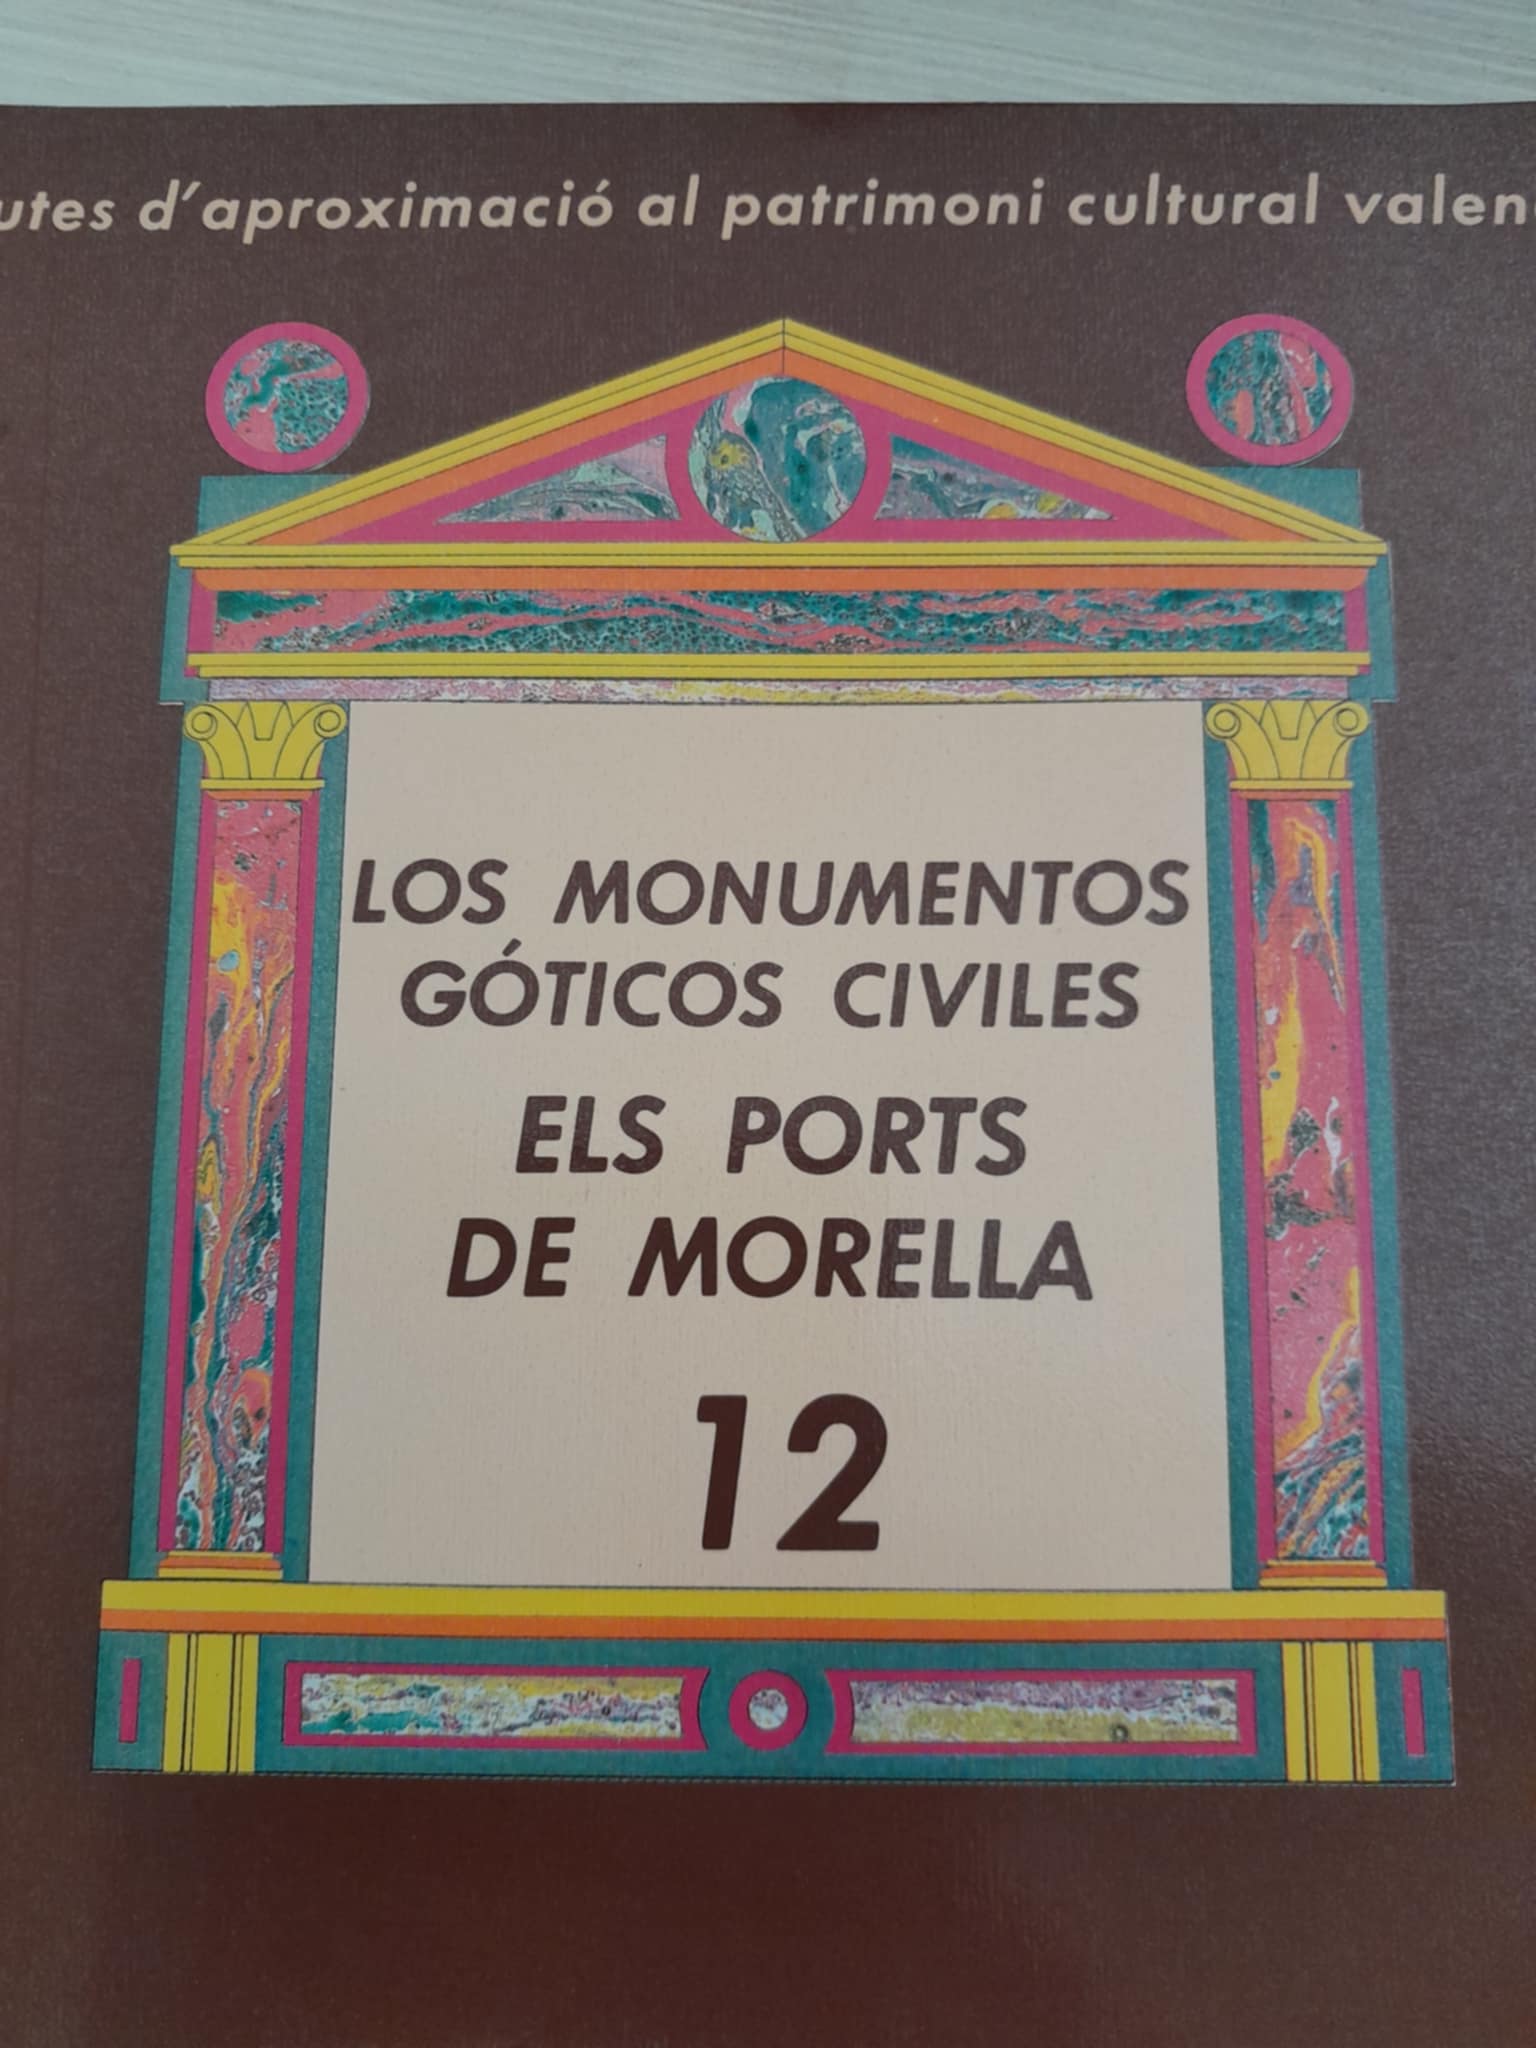 utes d'aproximació al patrimoni cultural valen
LOS MONUMENTOS
GÓTICOS CIVILES
ELS PORTS
DE MORELLA
12